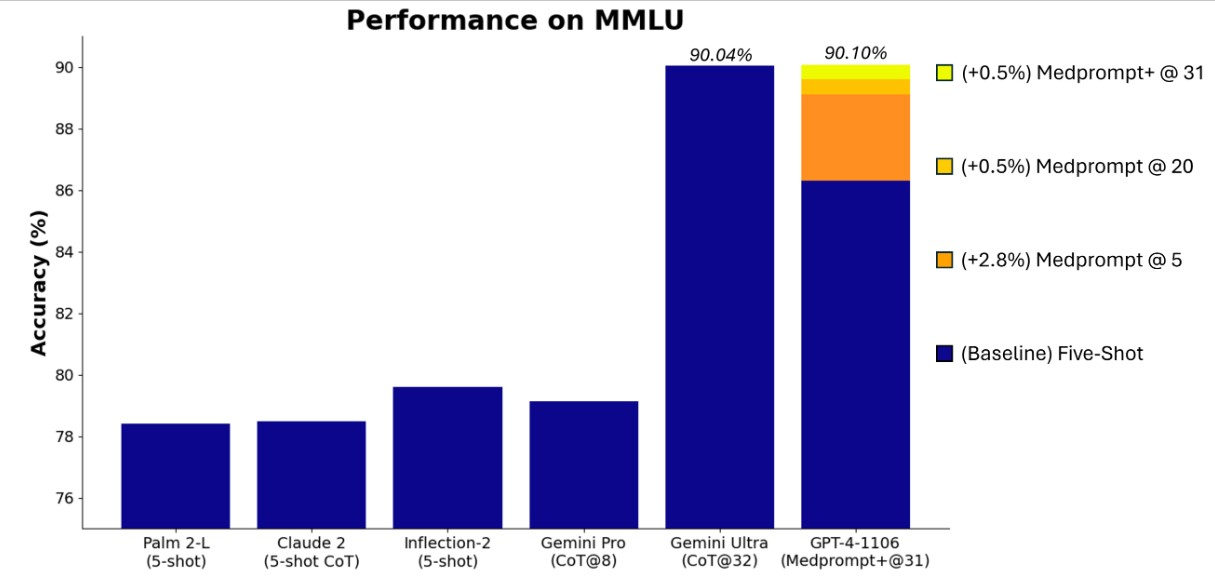 Performance on MMLU
90.04%
90.10%
90
88
86
84
82
80
78
76
Accuracy (%)
Palm 2-L
(5-shot)
Claude 2
(5-shot CoT)
Inflection-2
(5-shot)
Gemini Pro
(CoT@8)
Gemini Ultra
(CoT@32)
GPT-4-1106
(Medprompt+@31)
(+0.5%) Medprompt+ @ 31
(+0.5%) Medprompt @ 20
(+2.8%) Medprompt @ 5
(Baseline) Five-Shot